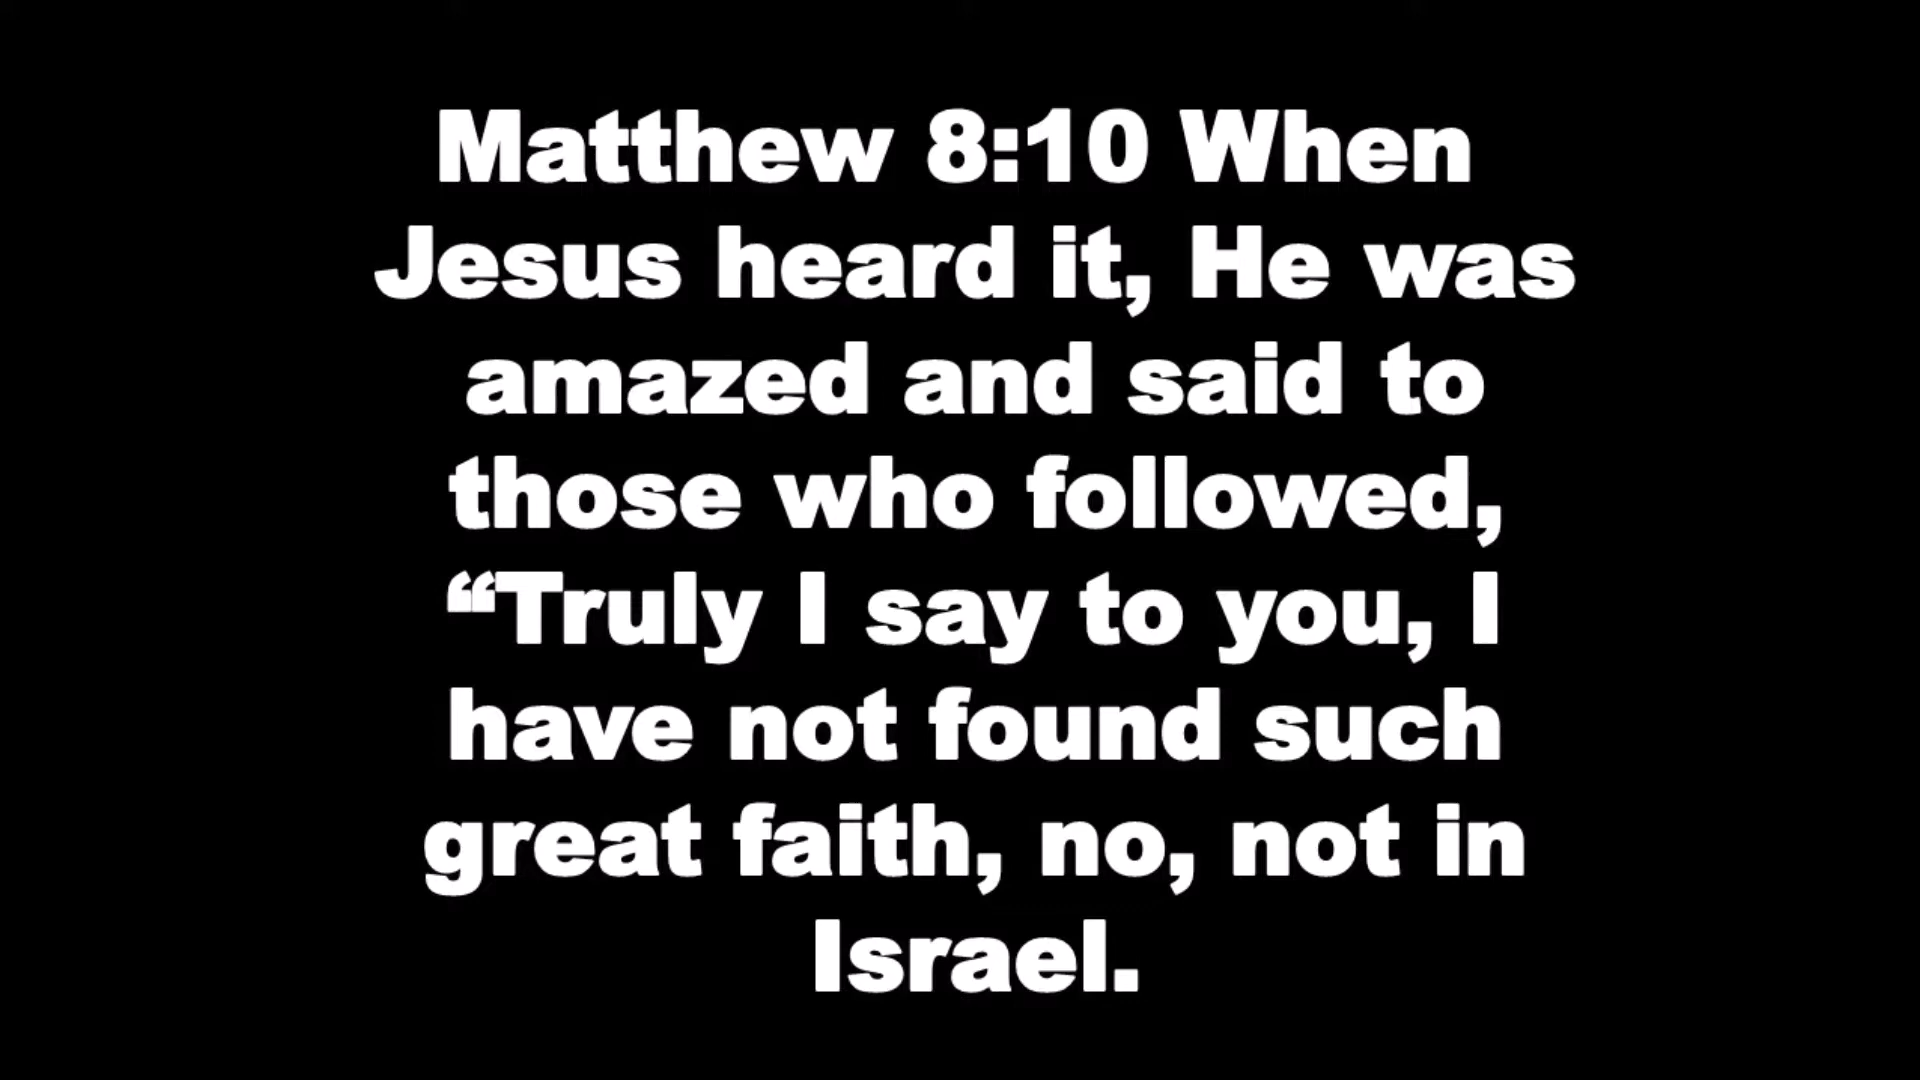 Matthew 8:10 When
Jesus heard it, He was
amazed and said to
those who followed,
“Truly I say to you, I
have not found such
great faith, no, not in
Israel.